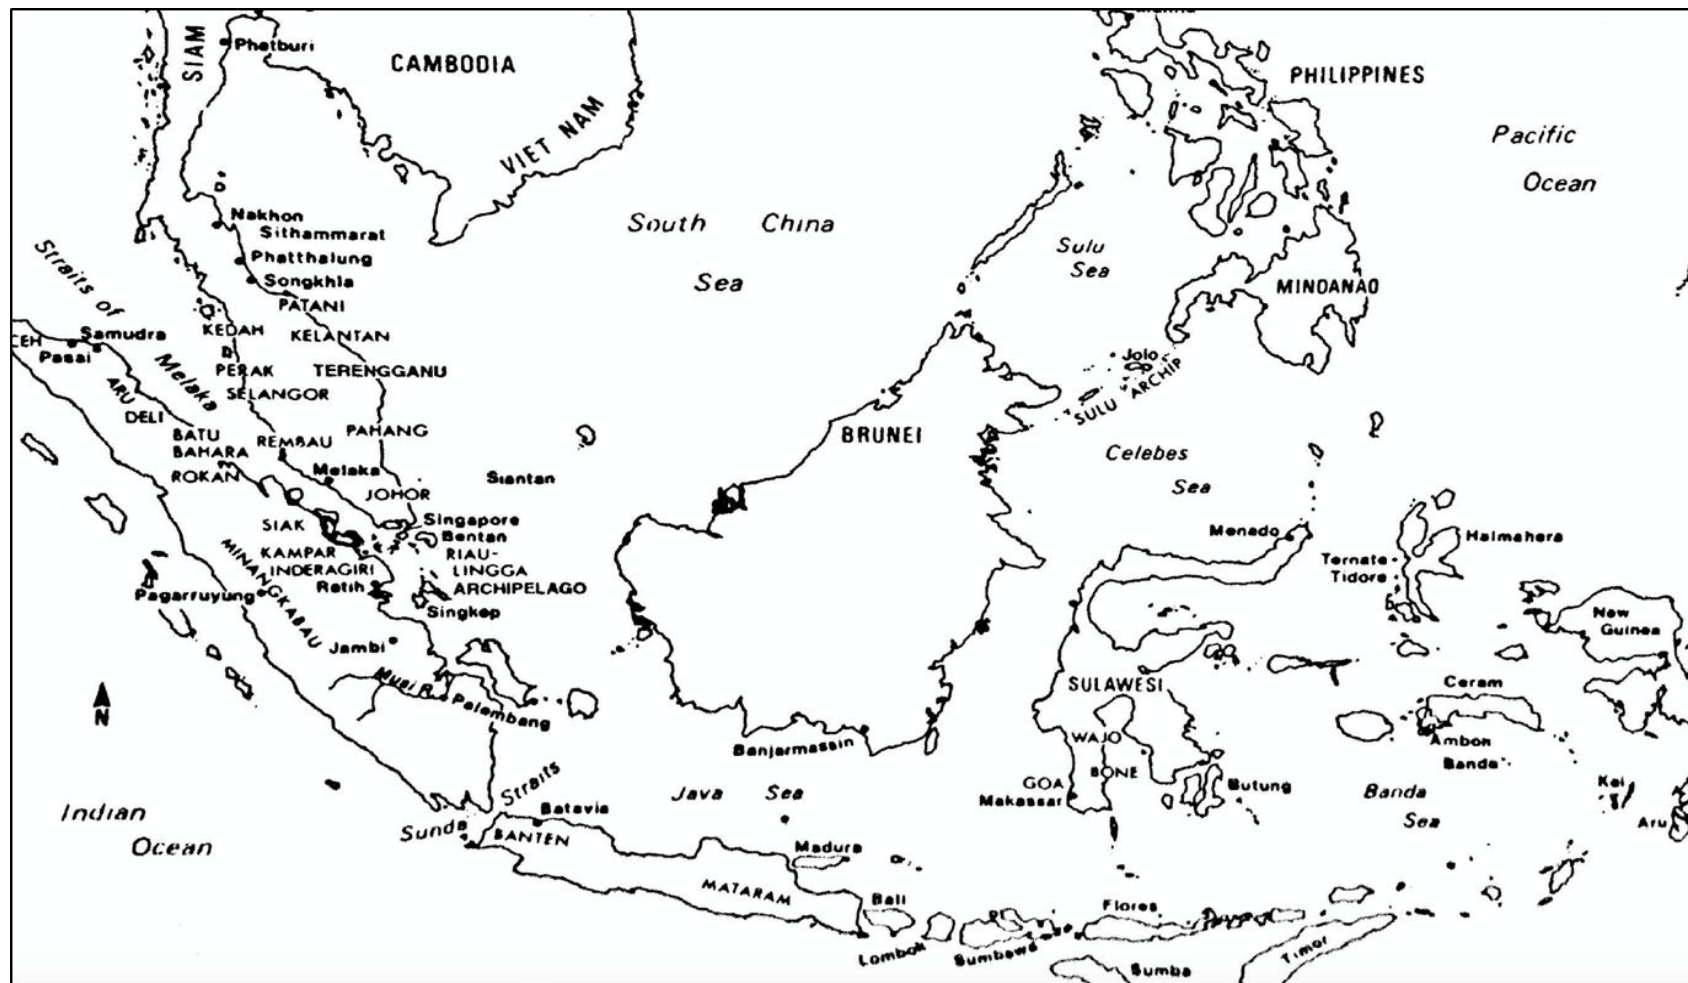 SIAM
Phetburi
CAMBODIA
VIET NAM
PHILIPPINES
Pacific
Ocean
South China
Sea
Sulu
Sea
MINDANAO
Nakhon
Sithammarat
Phatthalung
Songkhla
PATANI
Straits of
Melaka
CEH
Samudra
Pasai
KEDAH
KELANTAN
PERAK
TERENGGANU
SELANGOR
ARU
DELI
BATU
BAHARA
REMBAU
PAHANG
ROKAN
Melaka
JOHOR
Siantan
BRUNEI
Jolo
SULU ARCHIP
Celebes
Sea
SIAK
Singapore
Bentan
KAMPAR
RIAU-
INDERAGIRI
LINGGA
Retih
ARCHIPELAGO
MINANGKABAU
Pagarruyung
Singkep
Jambi
Musi R.
Palembang
Menado
Halmahera
Ternate
Tidore
New
Guinea
SULAWESI
Ceram
WAJO
Ambon
Banda
BONE
GOA
Makassar
Butung
Banda
Sea
Kei
Aru
N
Banjarmassin
Java Sea
Indian
Ocean
Sunda
Straits
Batavia
BANTEN
Madura
MATARAM
Bali
Lombok
Sumbawa
Flores
Sumba
Timor